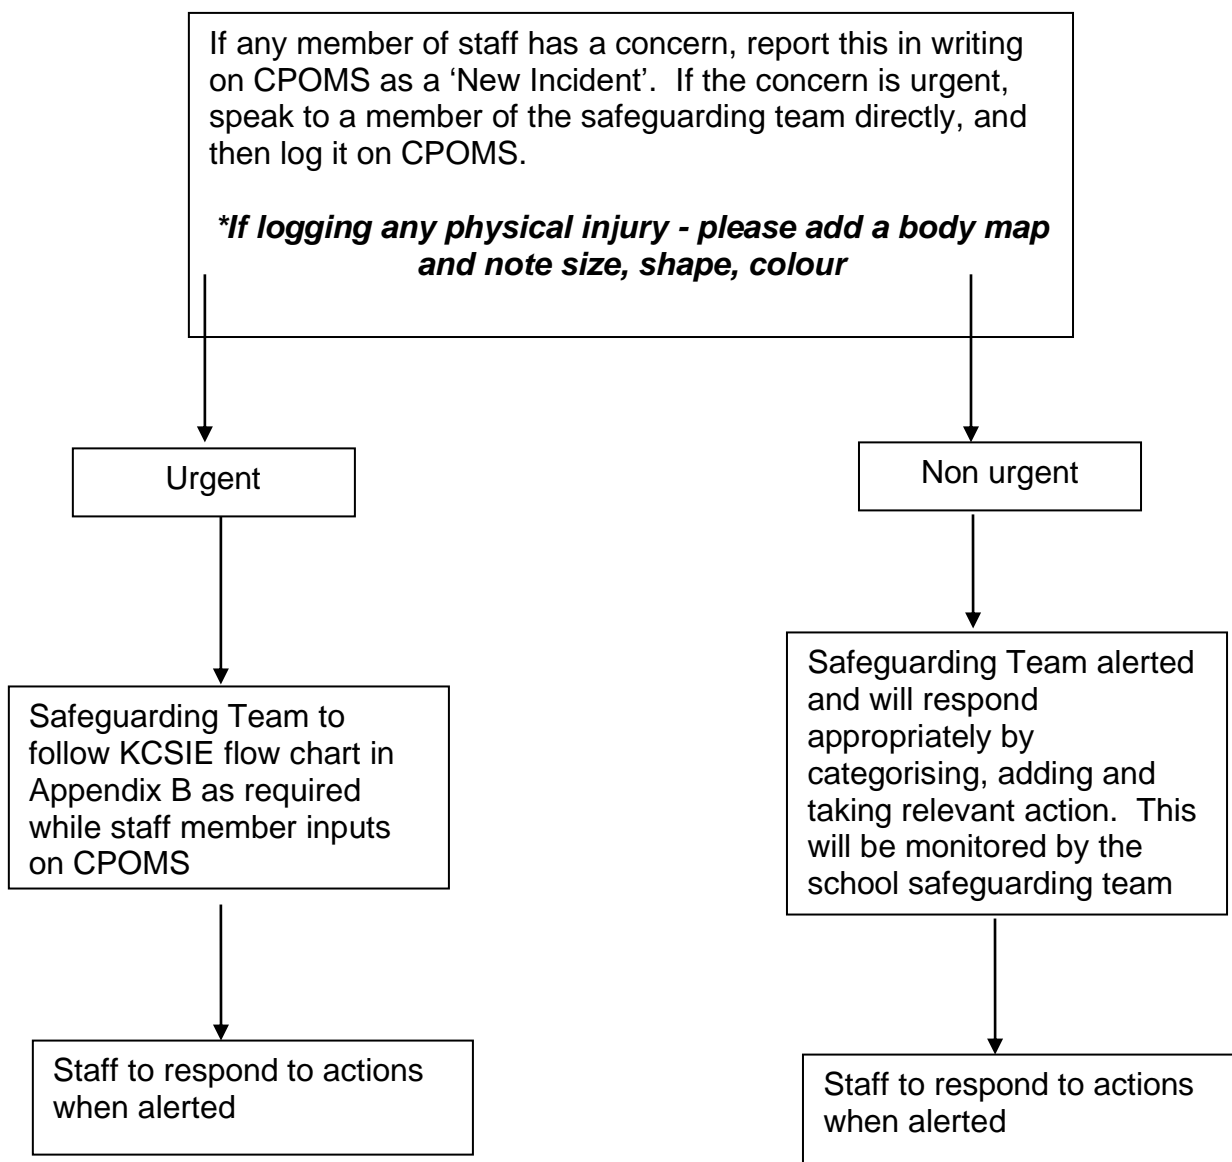 If any member of staff has a concern, report this in writing
on CPOMS as a ‘New Incident’.  If the concern is urgent,
speak to a member of the safeguarding team directly, and
then log it on CPOMS.
*If logging any physical injury - please add a body map
and note size, shape, colour
Urgent
Non urgent
Safeguarding Team to
follow KCSIE flow chart in
Appendix B as required
while staff member inputs
on CPOMS
Safeguarding Team alerted
and will respond
appropriately by
categorising, adding and
taking relevant action.  This
will be monitored by the
school safeguarding team
Staff to respond to actions
when alerted
Staff to respond to actions
when alerted